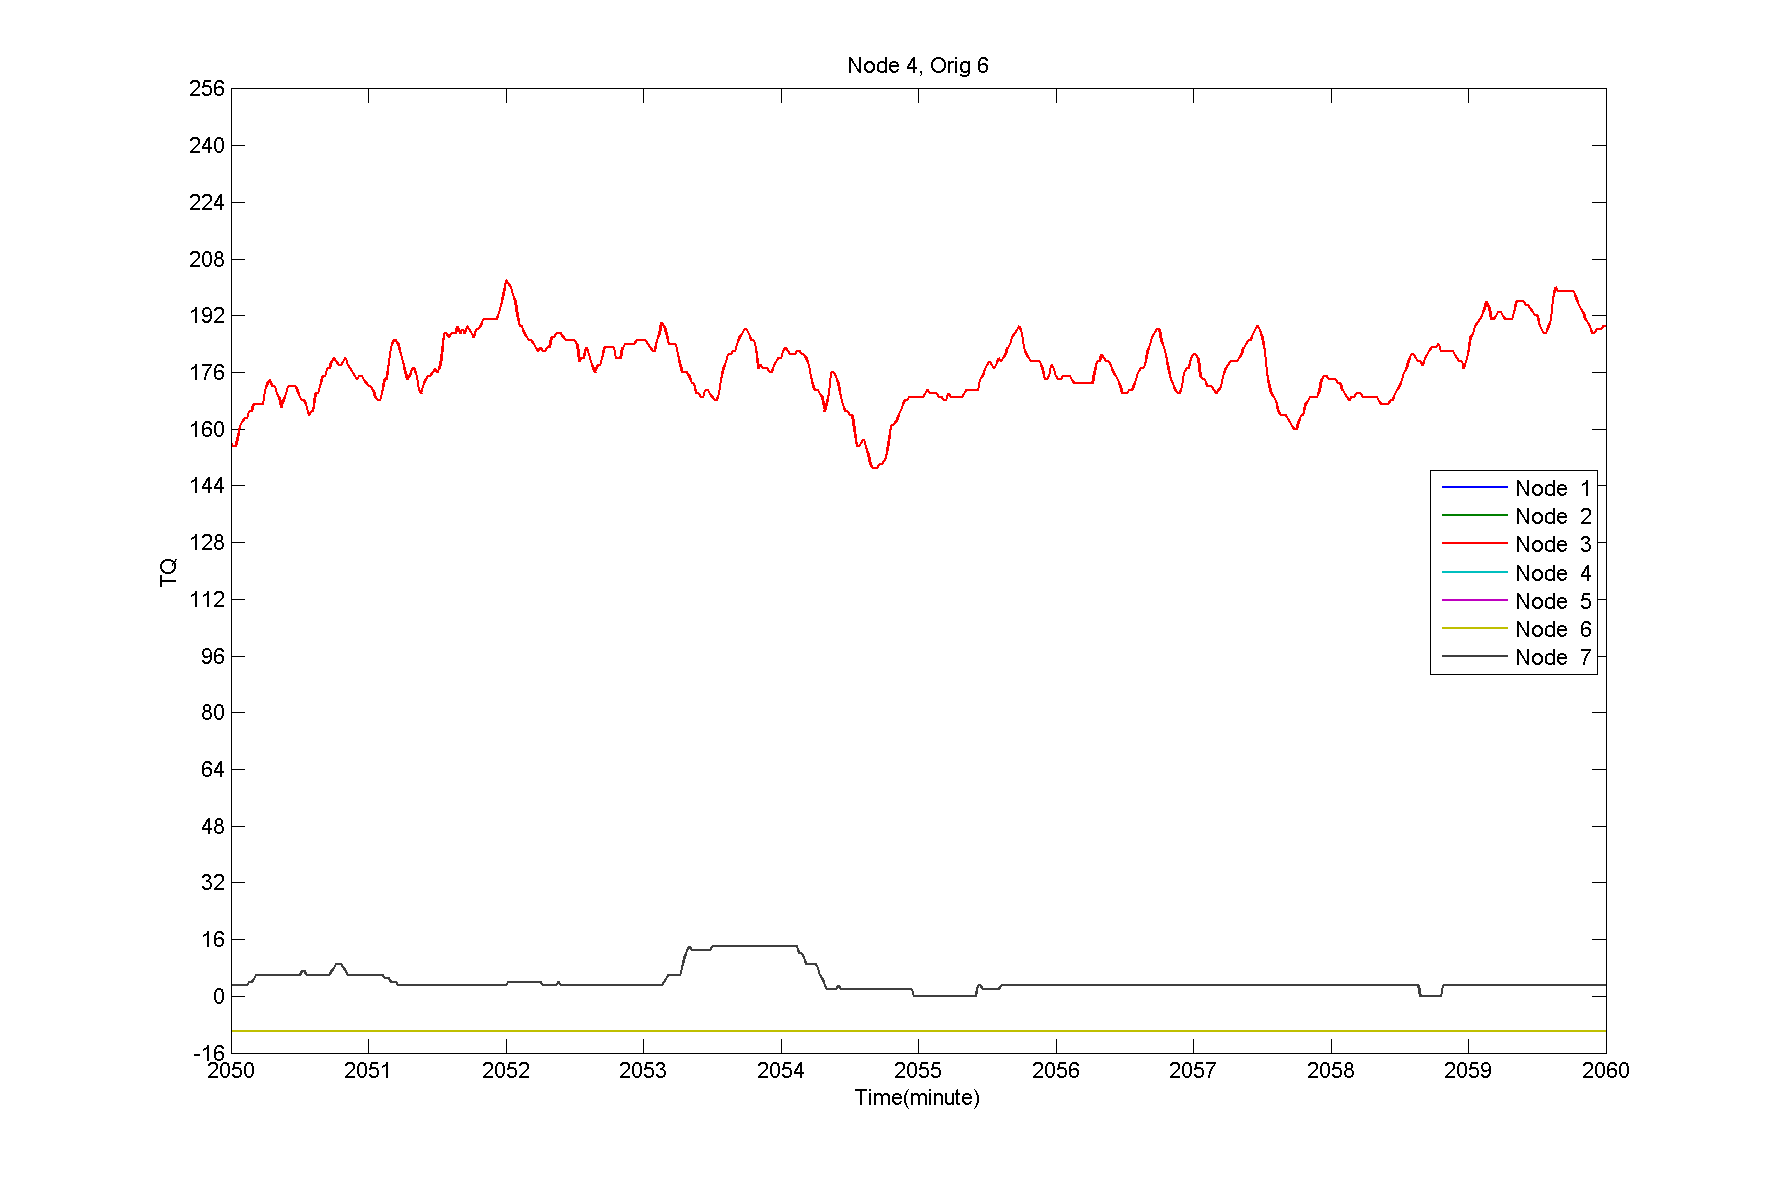 Node 4, Orig 6
256
240
224
208
192
176
160
144
128
112
96
80
64
48
32
16
0
-16
TQ
Node 1
Node 2
Node 3
Node 4
Node 5
Node 6
Node 7
2050 2051 2052 2053 2054 2055 2056 2057 2058 2059 2060
Time(minute)